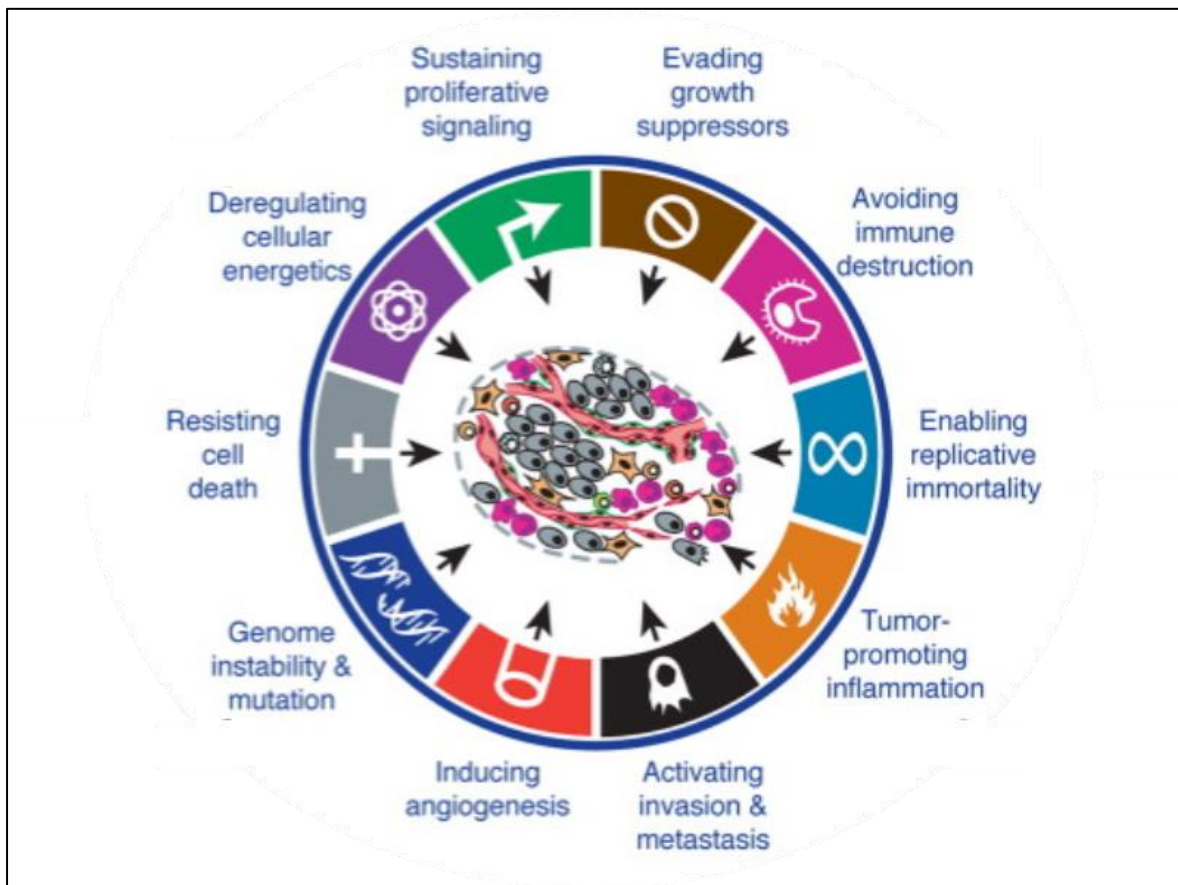 Sustaining
proliferative
signaling
Evading
growth
suppressors
Avoiding
immune
destruction
Enabling
replicative
immortality
Tumor-
promoting
inflammation
Activating
invasion &
metastasis
Inducing
angiogenesis
Genome
instability &
mutation
Resisting
cell
death
Deregulating
cellular
energetics